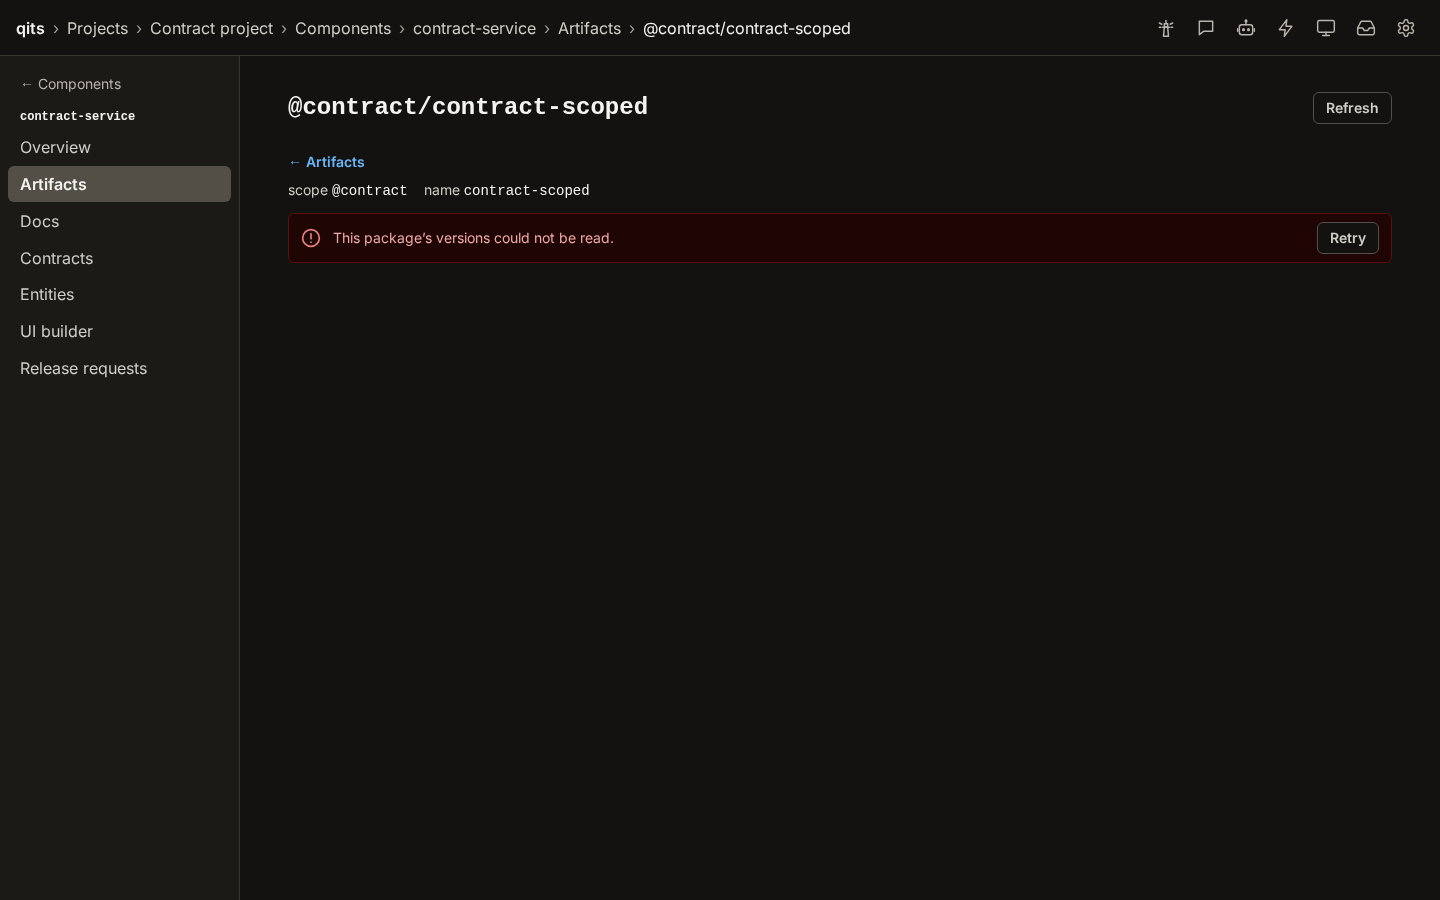 qits › Projects › Contract project › Components › contract-service › Artifacts › @contract/contract-scoped
← Components
contract-service
Overview
Artifacts
Docs
Contracts
Entities
UI builder
Release requests
@contract/contract-scoped
Refresh
← Artifacts
scope @contract name contract-scoped
This package’s versions could not be read.
Retry